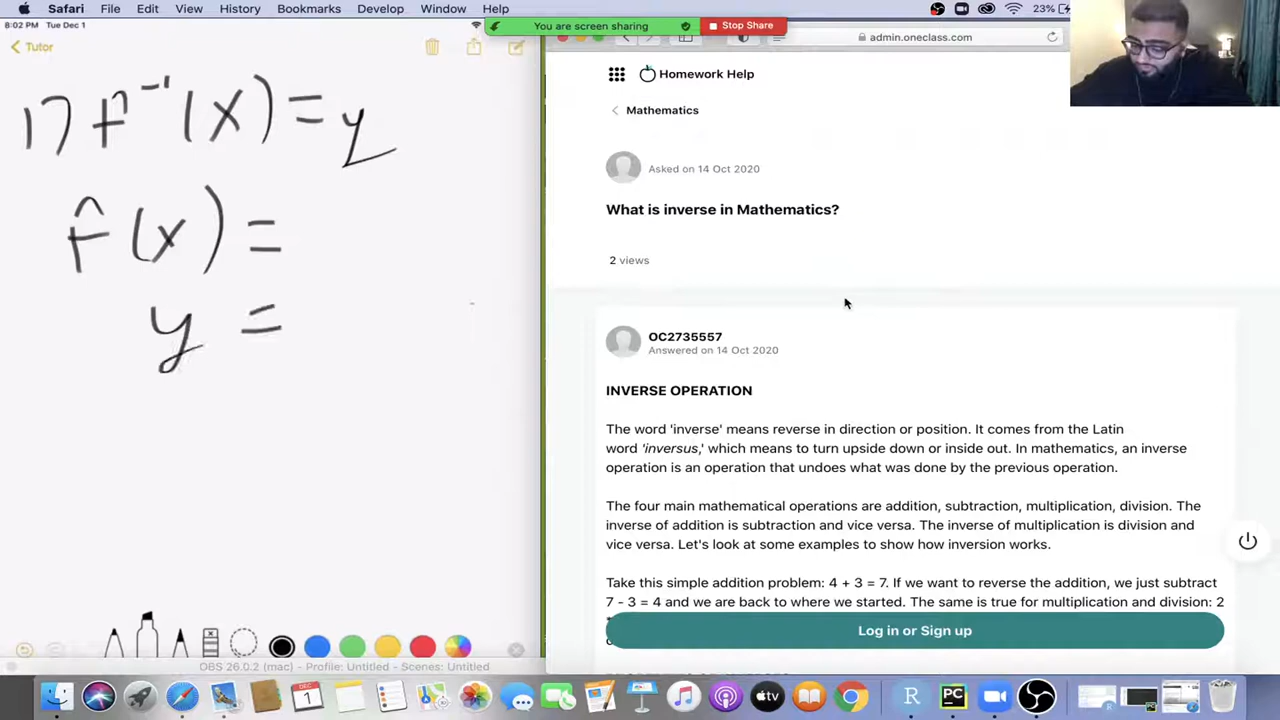 Safari File Edit View History Bookmarks Develop Window Help
23%
8:02 PM Tue Dec 1
You are screen sharing
Stop Share
Tutor
admin.oneclass.com
17 f⁻¹(x) = y
f(x) =
y =
Homework Help
Mathematics
Asked on 14 Oct 2020
What is inverse in Mathematics?
2 views
OC2735557
Answered on 14 Oct 2020
INVERSE OPERATION
The word 'inverse' means reverse in direction or position. It comes from the Latin
word 'inversus,' which means to turn upside down or inside out. In mathematics, an inverse
operation is an operation that undoes what was done by the previous operation.
The four main mathematical operations are addition, subtraction, multiplication, division. The
inverse of addition is subtraction and vice versa. The inverse of multiplication is division and
vice versa. Let's look at some examples to show how inversion works.
Take this simple addition problem: 4 + 3 = 7. If we want to reverse the addition, we just subtract
7 - 3 = 4 and we are back to where we started. The same is true for multiplication and division: 2
Log in or Sign up
OBS 26.0.2 (mac) - Profile: Untitled - Scenes: Untitled
DEC
1
tv
R
PC